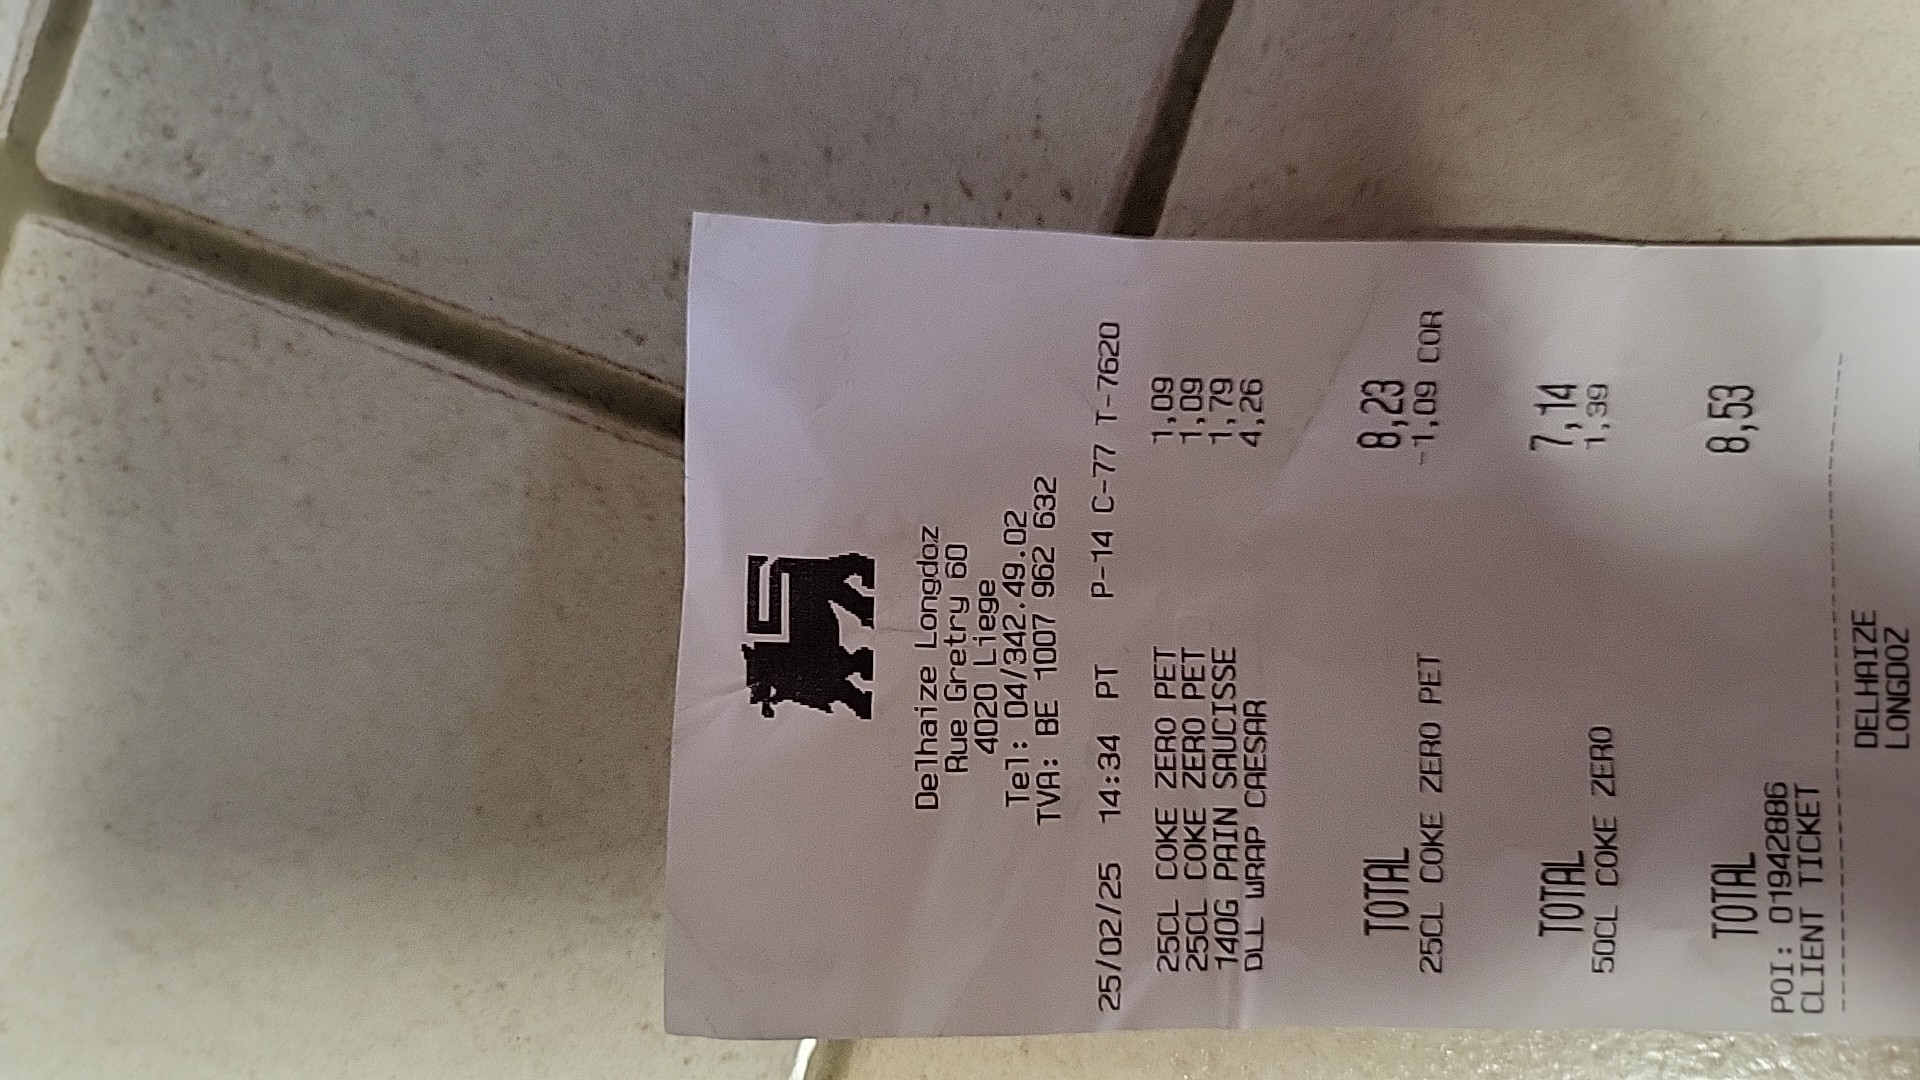 Delhaize Longdoz
Rue Gretry 60
4020 Liege
Tel: 04/342.49.02
TVA: BE 1007 962 632
25/02/25 14:34 PT P-14 C-77 T-7620
25CL COKE ZERO PET 1,09
25CL COKE ZERO PET 1,09
140G PAIN SAUCISSE 1,79
DLL WRAP CAESAR 4,26
TOTAL 8,23
25CL COKE ZERO PET -1,09 COR
TOTAL 7,14
50CL COKE ZERO 1,39
TOTAL 8,53
POI: 01942886
CLIENT TICKET
--------------------------------
DELHAIZE
LONGDOZ